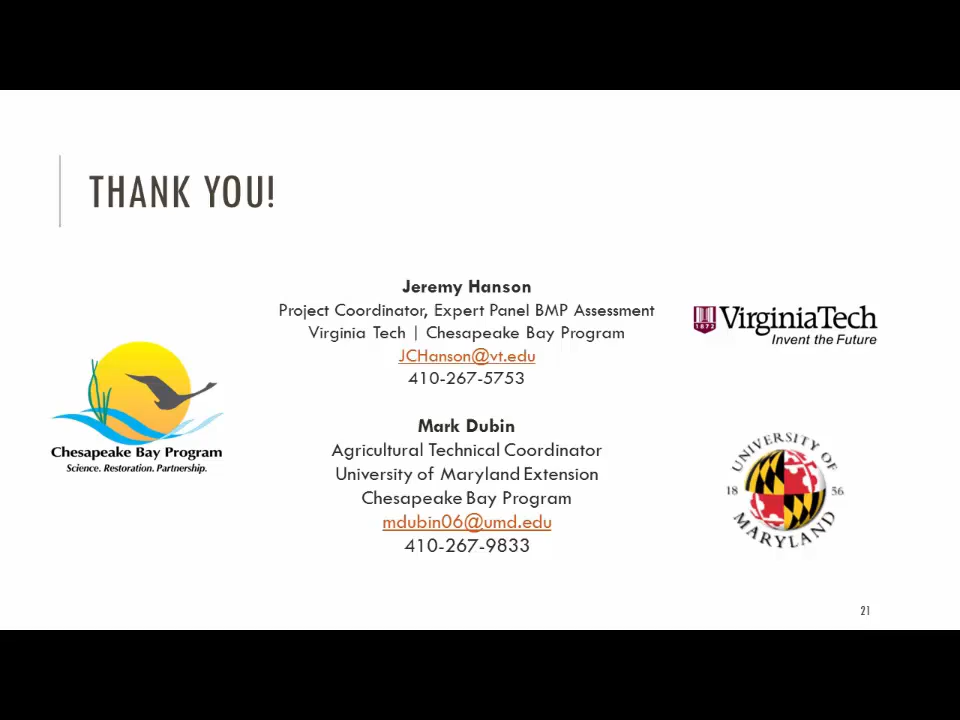 THANK YOU!
Jeremy Hanson
Project Coordinator, Expert Panel BMP Assessment
Virginia Tech | Chesapeake Bay Program
JCHanson@vt.edu
410-267-5753
Mark Dubin
Agricultural Technical Coordinator
University of Maryland Extension
Chesapeake Bay Program
mdubin06@umd.edu
410-267-9833
Chesapeake Bay Program
Science. Restoration. Partnership.
1872
VirginiaTech
Invent the Future
UNIVERSITY OF
18 56
MARYLAND
21